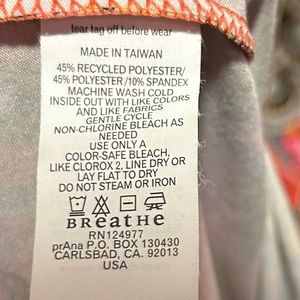 tear tag off before wear
MADE IN TAIWAN
45% RECYCLED POLYESTER/
45% POLYESTER/10% SPANDEX
MACHINE WASH COLD
INSIDE OUT WITH LIKE COLORS
AND LIKE FABRICS
GENTLE CYCLE
NON-CHLORINE BLEACH AS
NEEDED
USE ONLY A
COLOR-SAFE BLEACH,
LIKE CLOROX 2, LINE DRY OR
LAY FLAT TO DRY
DO NOT STEAM OR IRON
BREATHE
RN124977
prAna P.O. BOX 130430
CARLSBAD, CA. 92013
USA